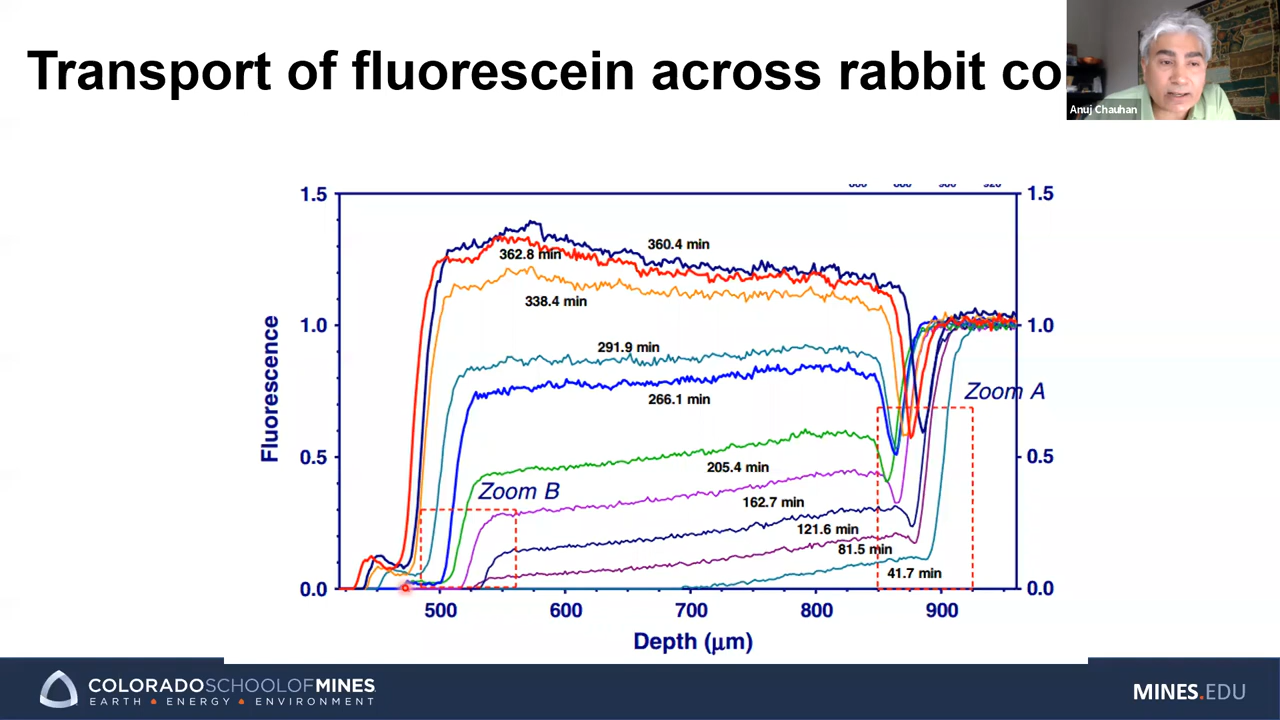 Transport of fluorescein across rabbit co
Anuj Chauhan
1.5
1.5
360.4 min
362.8 min
338.4 min
1.0
1.0
291.9 min
266.1 min
Zoom A
Fluorescence
0.5
0.5
205.4 min
Zoom B
162.7 min
121.6 min
81.5 min
41.7 min
0.0
0.0
500 600 700 800 900
Depth (μm)
COLORADOSCHOOLOFMINES
EARTH • ENERGY • ENVIRONMENT
MINES.EDU